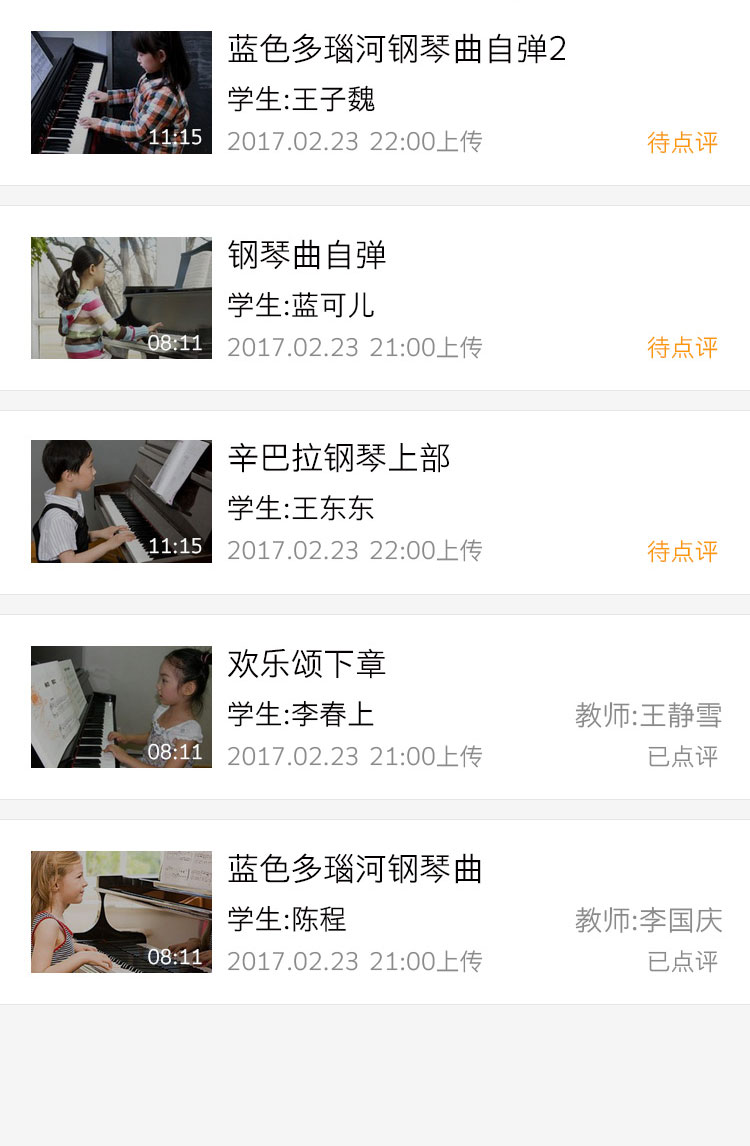 蓝色多瑙河钢琴曲自弹2
学生:王子魏
11:15
2017.02.23 22:00上传
待点评
钢琴曲自弹
学生:蓝可儿
08:11
2017.02.23 21:00上传
待点评
辛巴拉钢琴上部
学生:王东东
11:15
2017.02.23 22:00上传
待点评
欢乐颂下章
学生:李春上
教师:王静雪
08:11
2017.02.23 21:00上传
已点评
蓝色多瑙河钢琴曲
学生:陈程
教师:李国庆
08:11
2017.02.23 21:00上传
已点评